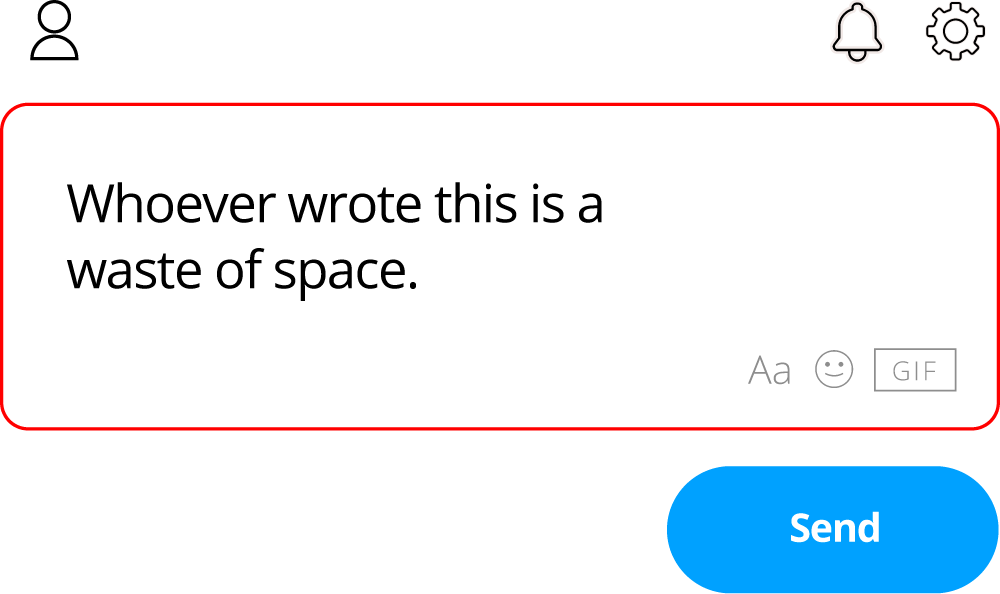 Whoever wrote this is a
waste of space.
Aa
GIF
Send